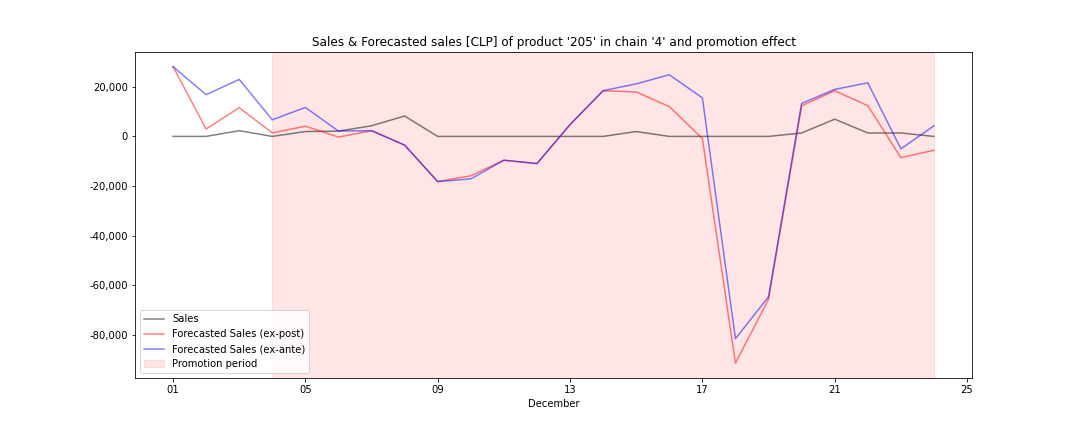 Sales & Forecasted sales [CLP] of product '205' in chain '4' and promotion effect
20,000
0
-20,000
-40,000
-60,000
-80,000
Sales
Forecasted Sales (ex-post)
Forecasted Sales (ex-ante)
Promotion period
01 05 09 13 17 21 25
December